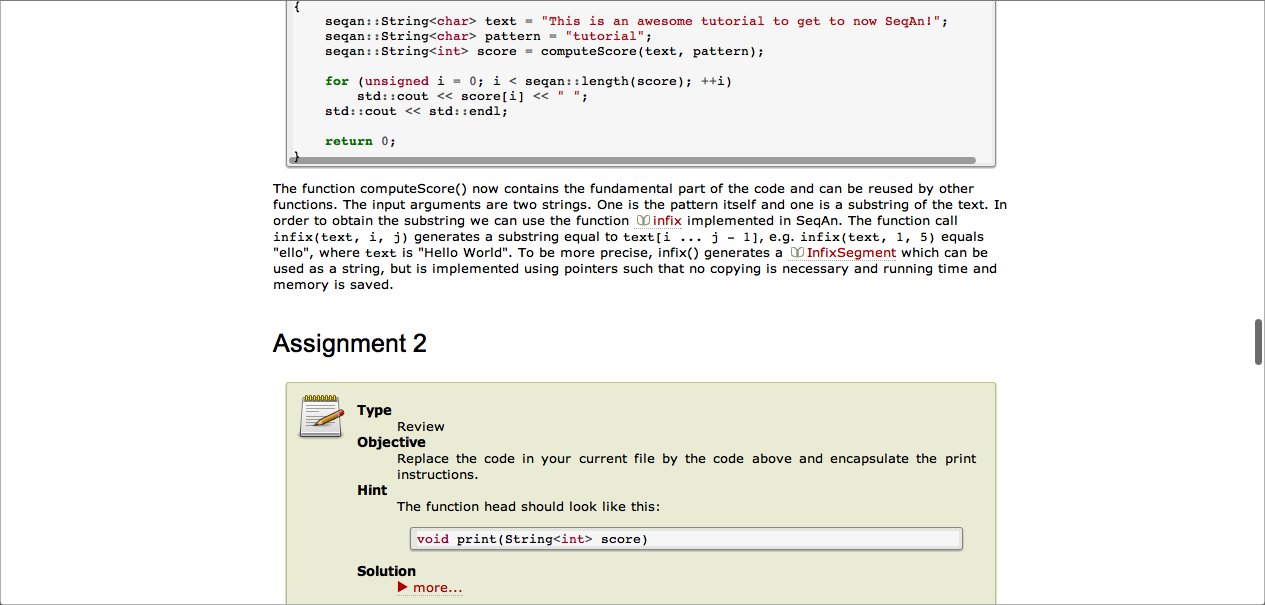 {
seqan::String<char> text = "This is an awesome tutorial to get to now SeqAn!";
seqan::String<char> pattern = "tutorial";
seqan::String<int> score = computeScore(text, pattern);
for (unsigned i = 0; i < seqan::length(score); ++i)
std::cout << score[i] << " ";
std::cout << std::endl;
return 0;
}
The function computeScore() now contains the fundamental part of the code and can be reused by other
functions. The input arguments are two strings. One is the pattern itself and one is a substring of the text. In
order to obtain the substring we can use the function infix implemented in SeqAn. The function call
infix(text, i, j) generates a substring equal to text[i ... j - 1], e.g. infix(text, 1, 5) equals
"ello", where text is "Hello World". To be more precise, infix() generates a InfixSegment which can be
used as a string, but is implemented using pointers such that no copying is necessary and running time and
memory is saved.
Assignment 2
Type
Review
Objective
Replace the code in your current file by the code above and encapsulate the print
instructions.
Hint
The function head should look like this:
void print(String<int> score)
Solution
more...